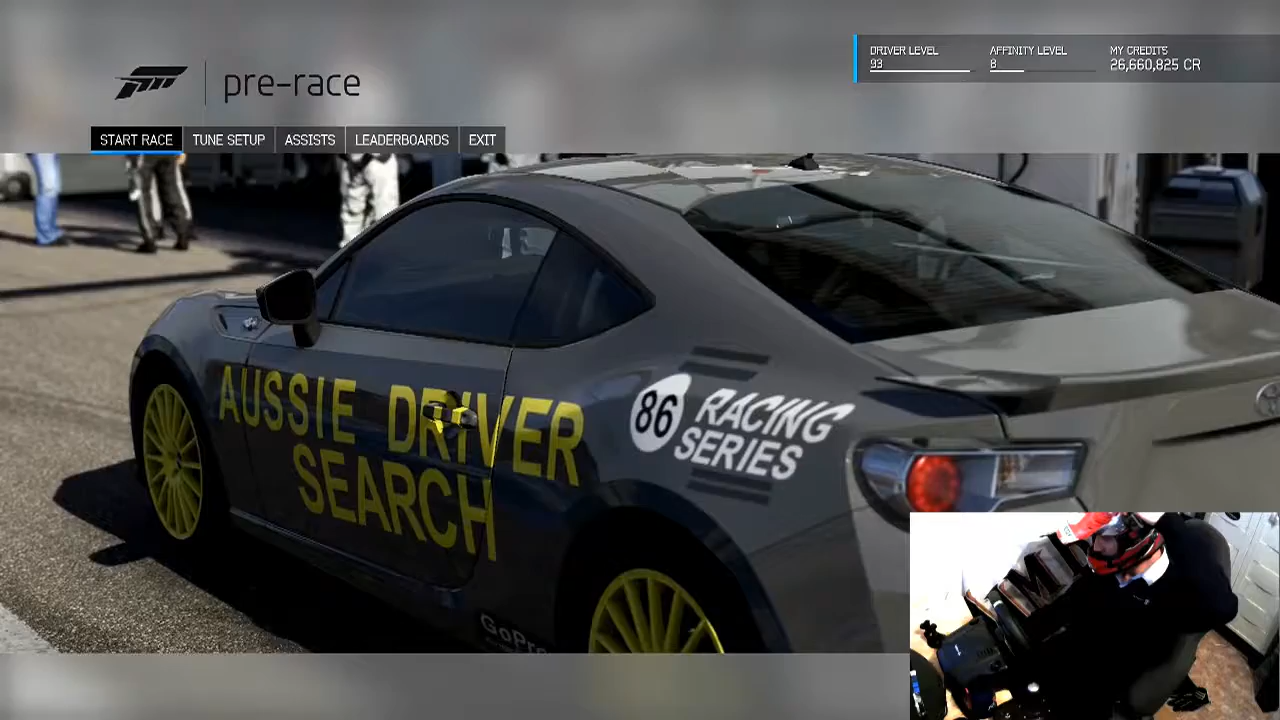 pre-race
DRIVER LEVEL
93
AFFINITY LEVEL
8
MY CREDITS
26,660,825 CR
START RACE
TUNE SETUP
ASSISTS
LEADERBOARDS
EXIT
AUSSIE DRIVER
SEARCH
86
RACING
SERIES
GoPro